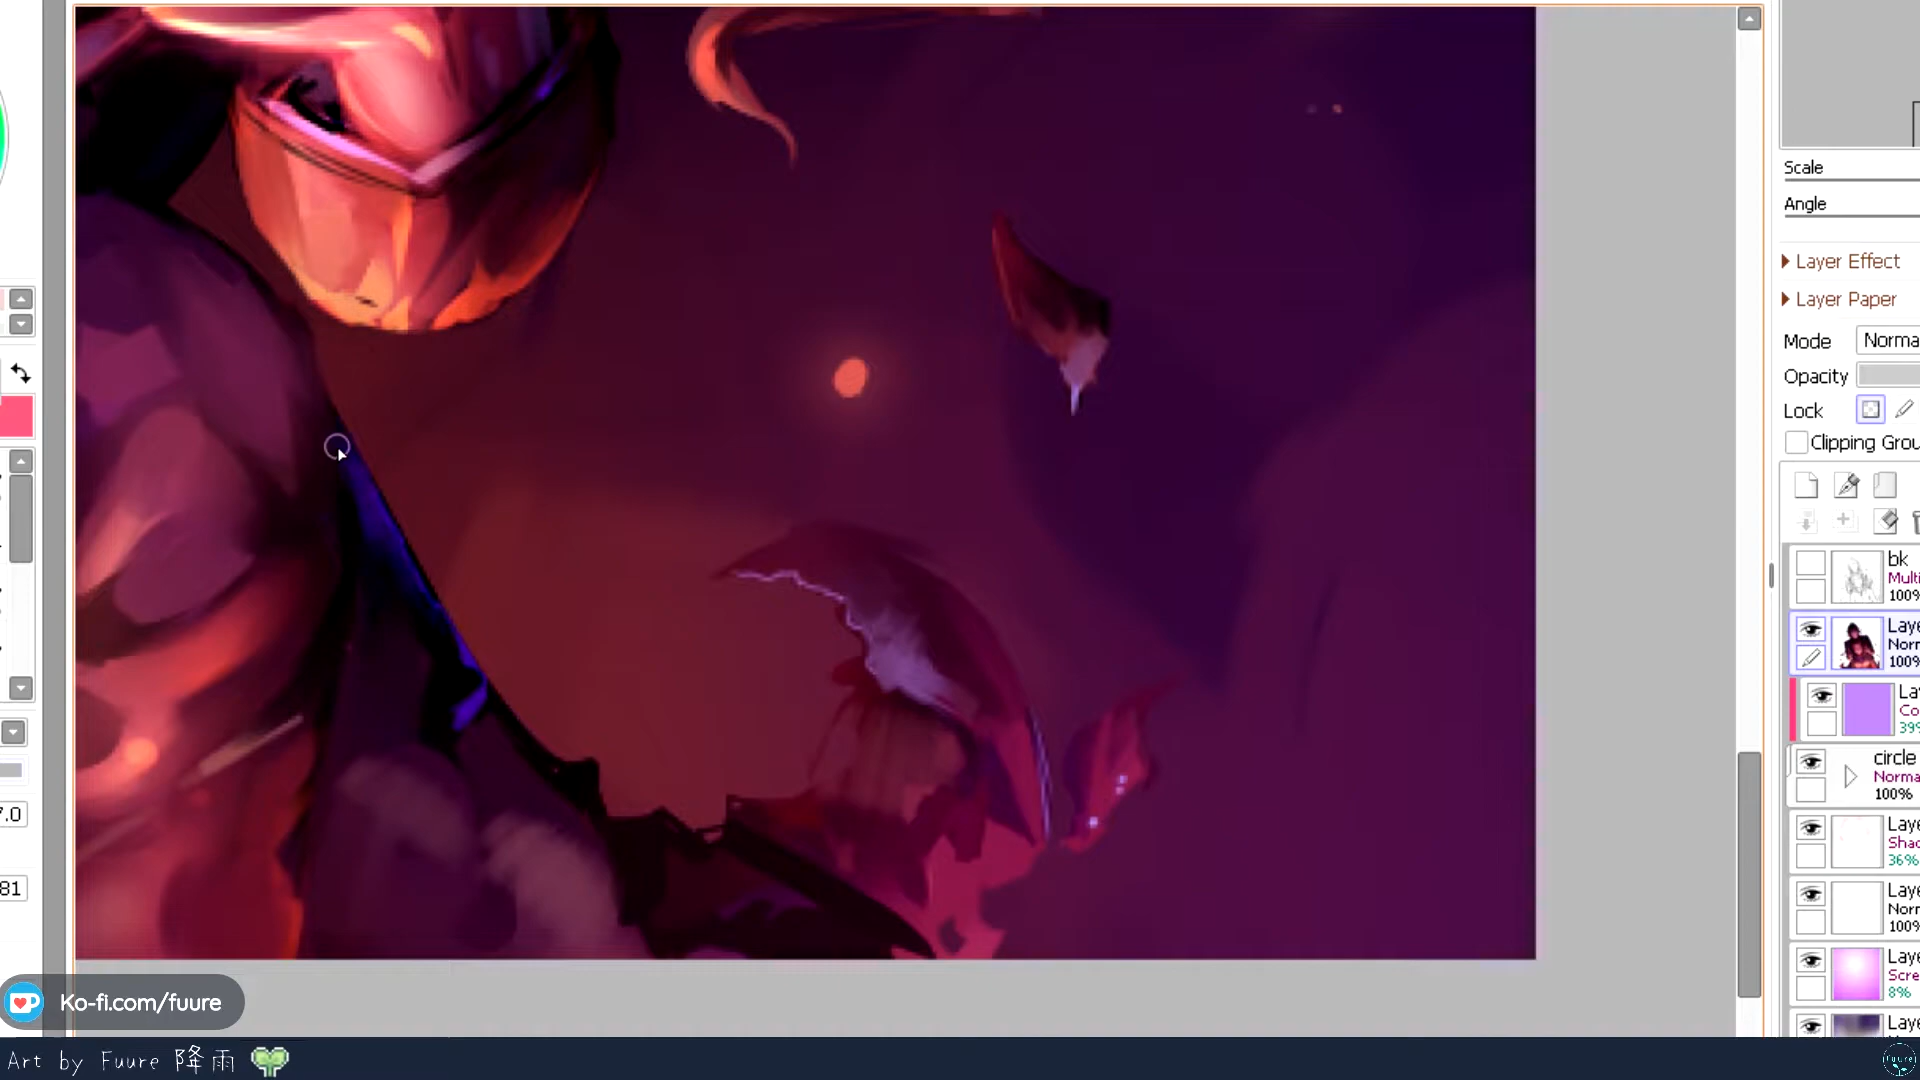 Scale
Angle
Layer Effect
Layer Paper
Mode Norma
Opacity
Lock
Clipping Grou
bk
Multi
100%
Laye
Norr
100%
La
Co
39%
circle
Norma
100%
Laye
Shad
36%
Laye
Norr
100%
Laye
Scre
8%
Laye
7.0
81
Ko-fi.com/fuure
Art by Fuure 降雨
fuure